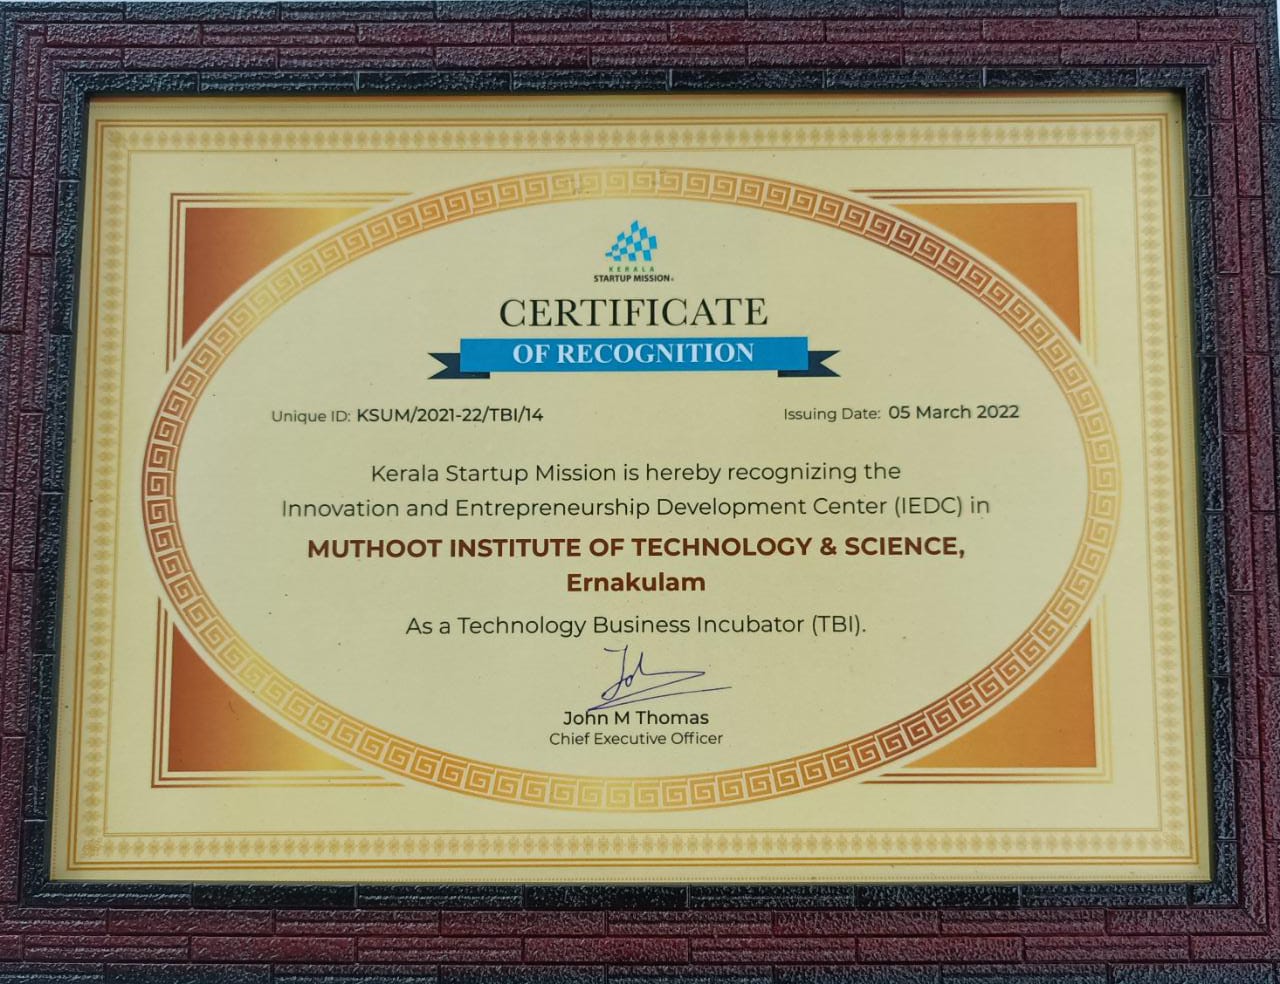 KERALA
STARTUP MISSION
CERTIFICATE
OF RECOGNITION
Unique ID: KSUM/2021-22/TBI/14
Issuing Date: 05 March 2022
Kerala Startup Mission is hereby recognizing the
Innovation and Entrepreneurship Development Center (IEDC) in
MUTHOOT INSTITUTE OF TECHNOLOGY & SCIENCE,
Ernakulam
As a Technology Business Incubator (TBI).
John M Thomas
Chief Executive Officer